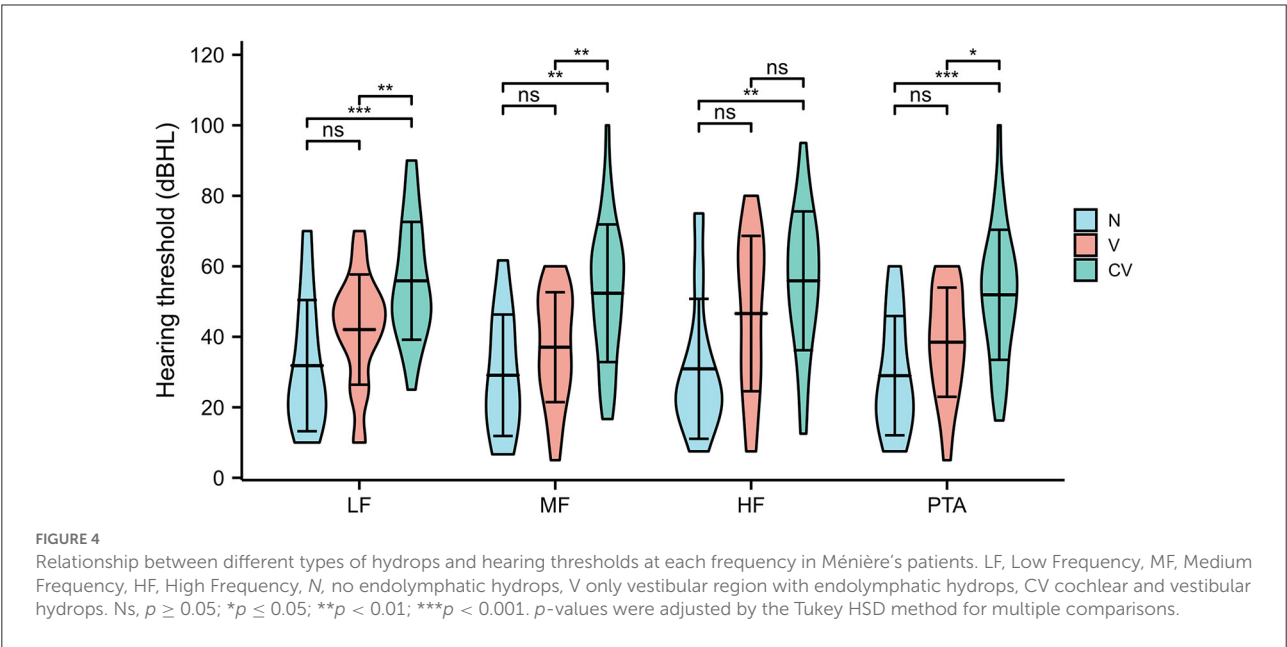 120
100
80
60
40
20
0
Hearing threshold (dBHL)
ns
***
**
ns
**
**
ns
**
ns
ns
***
*
LF
MF
HF
PTA
N
V
CV
FIGURE 4
Relationship between different types of hydrops and hearing thresholds at each frequency in Ménière's patients. LF, Low Frequency, MF, Medium
Frequency, HF, High Frequency, N, no endolymphatic hydrops, V only vestibular region with endolymphatic hydrops, CV cochlear and vestibular
hydrops. Ns, p ≥ 0.05; *p ≤ 0.05; **p < 0.01; ***p < 0.001. p-values were adjusted by the Tukey HSD method for multiple comparisons.